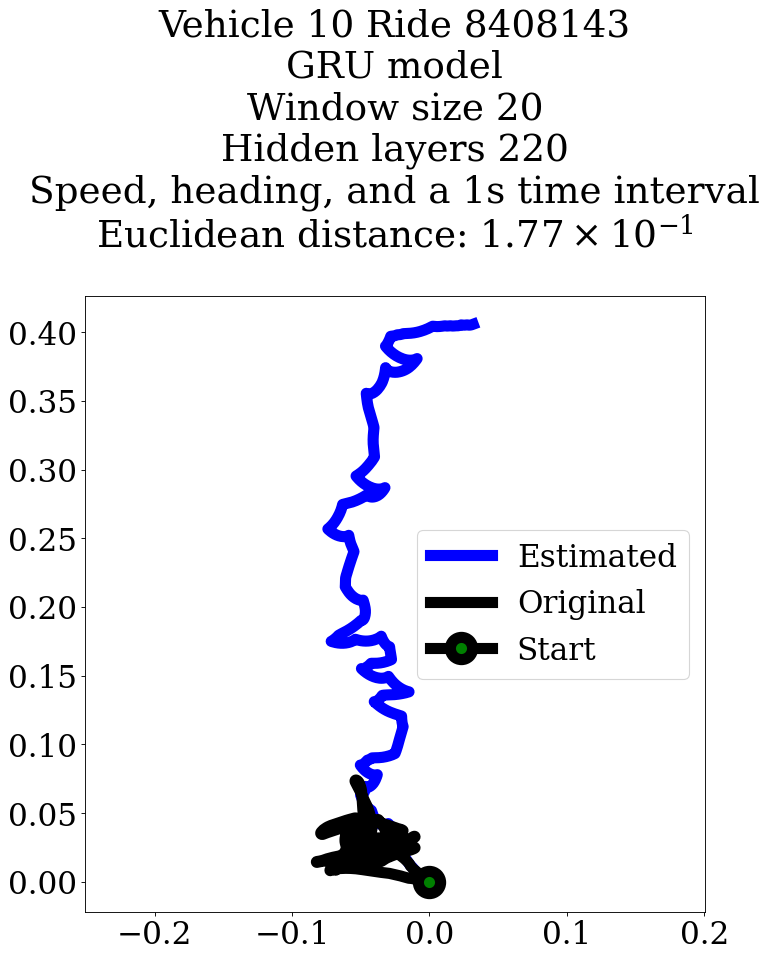 Vehicle 10 Ride 8408143
GRU model
Window size 20
Hidden layers 220
Speed, heading, and a 1s time interval
Euclidean distance: 1.77 × 10⁻¹
0.40
0.35
0.30
0.25
0.20
0.15
0.10
0.05
0.00
Estimated
Original
Start
−0.2 −0.1 0.0 0.1 0.2